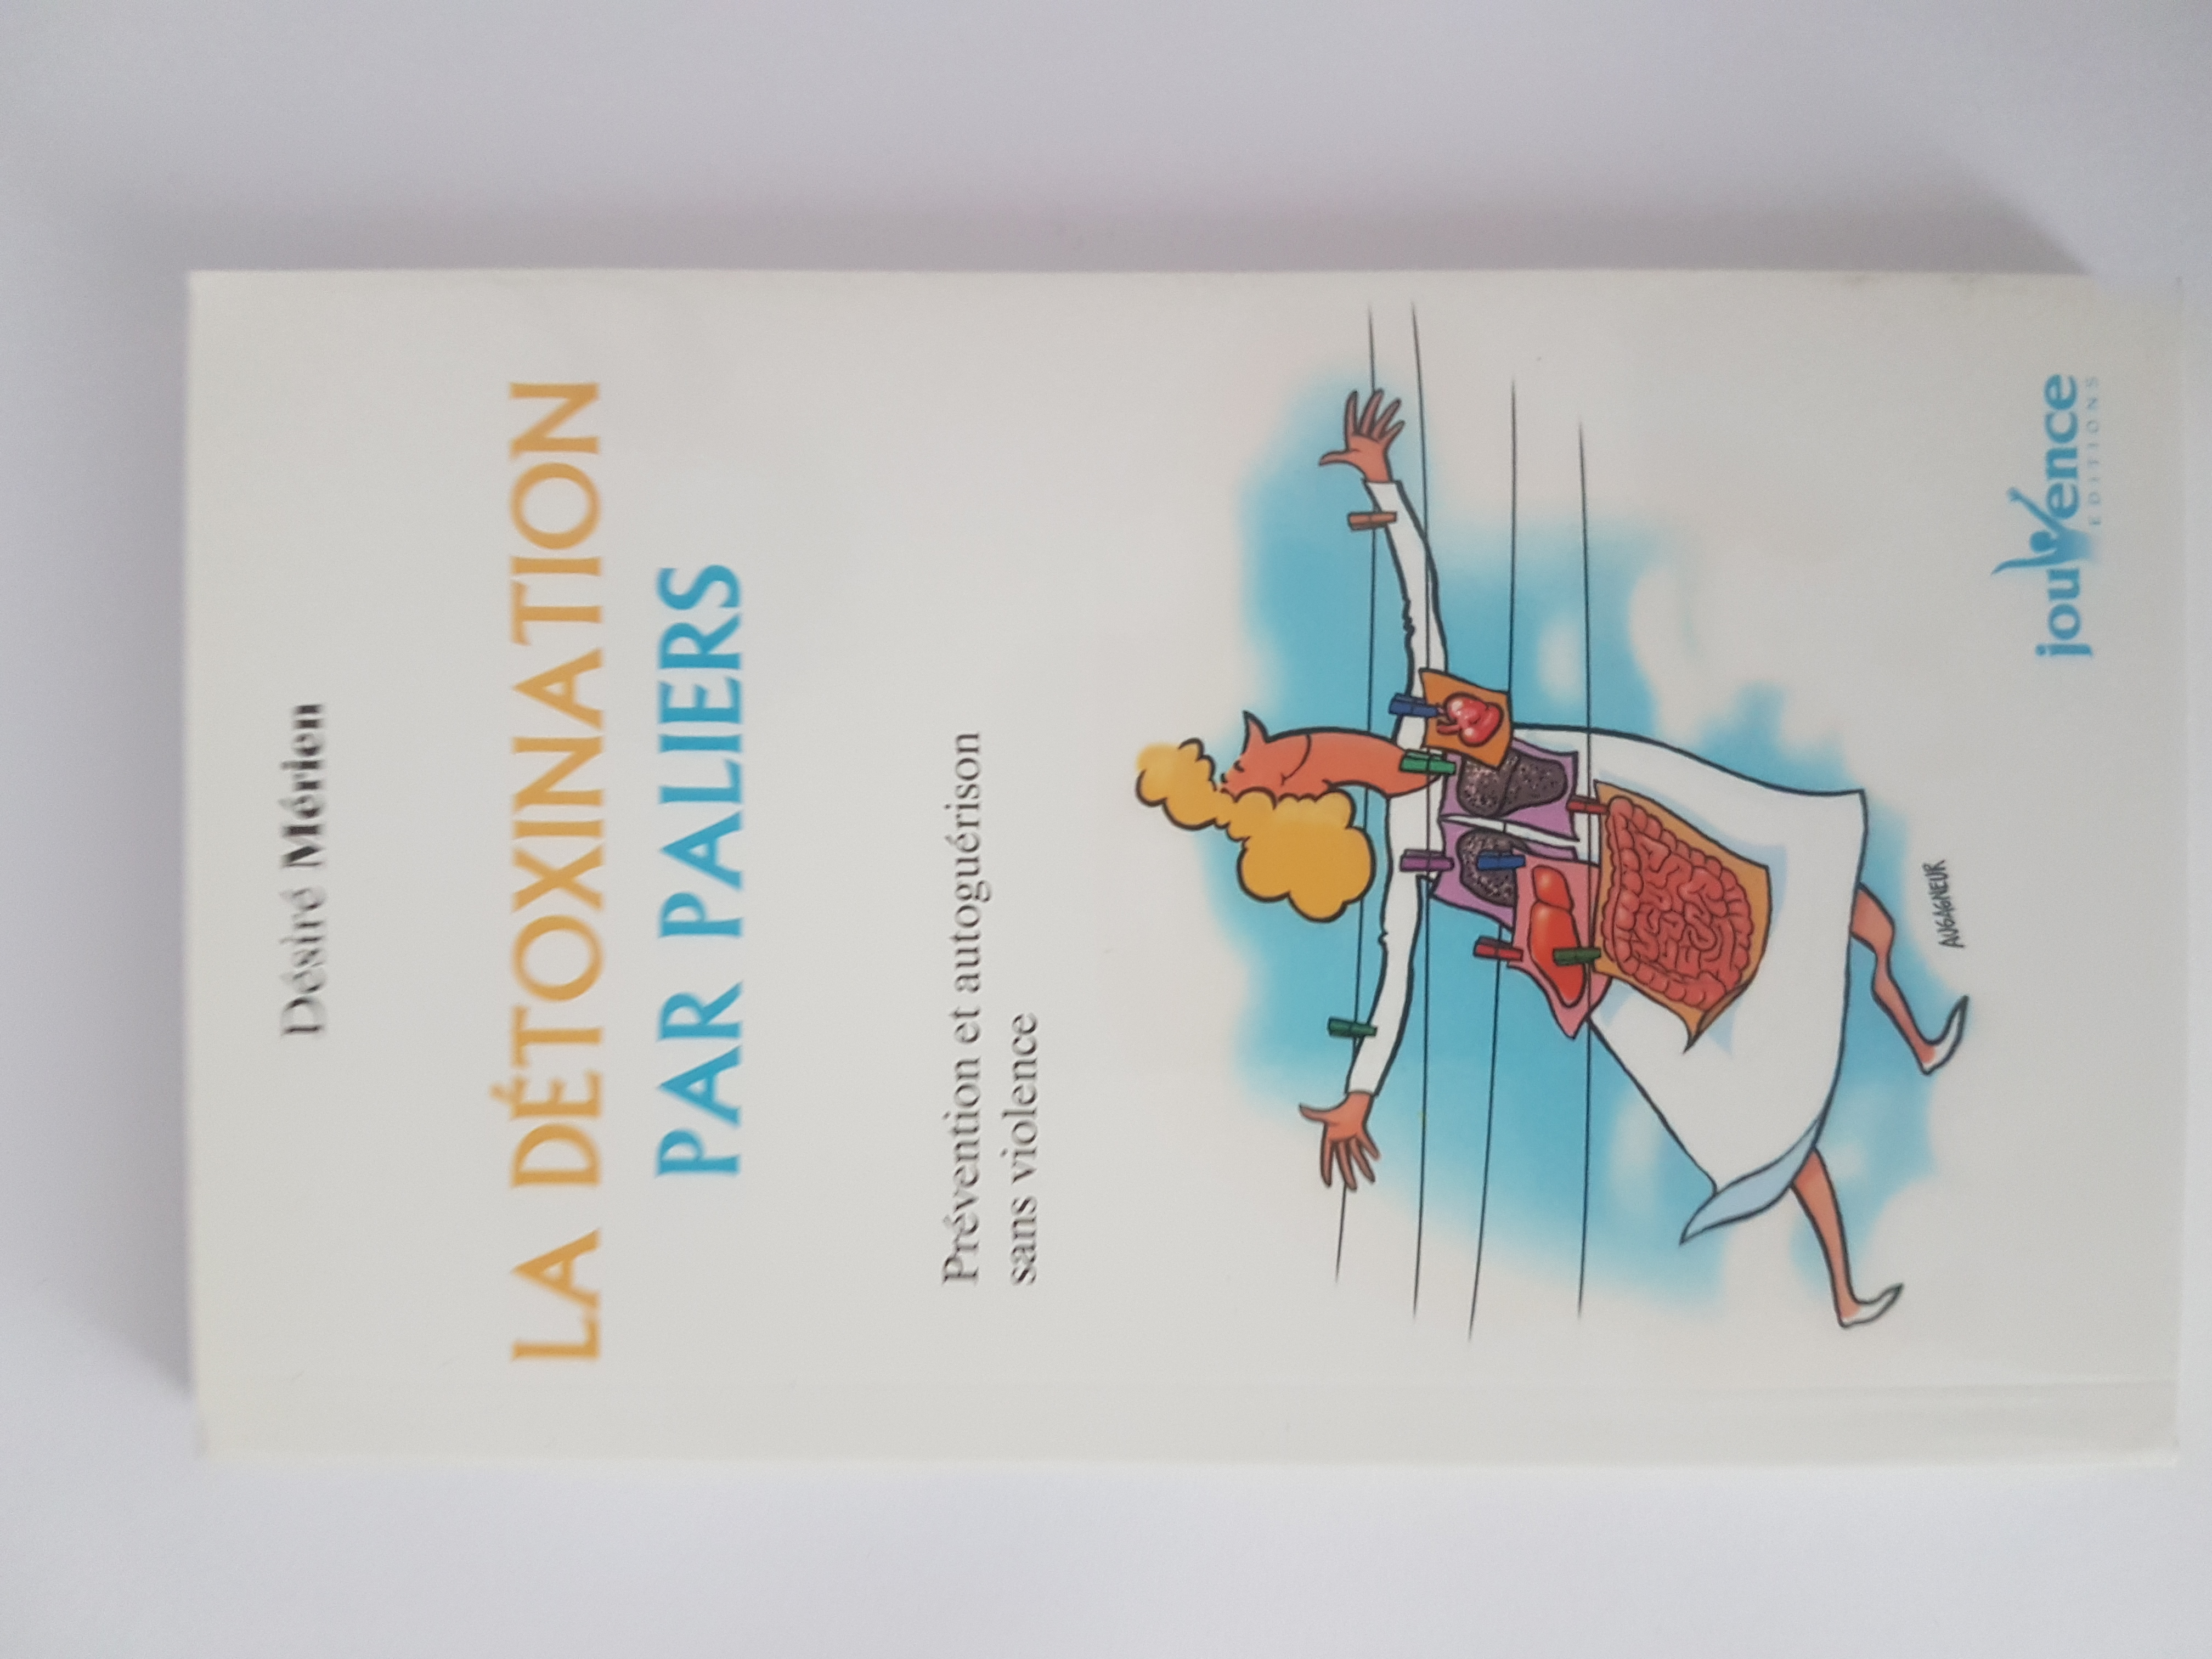 Désiré Mérien
LA DÉTOXINATION
PAR PALIERS
Prévention et autoguérison
sans violence
AUGAGNEUR
jouvence
EDITIONS